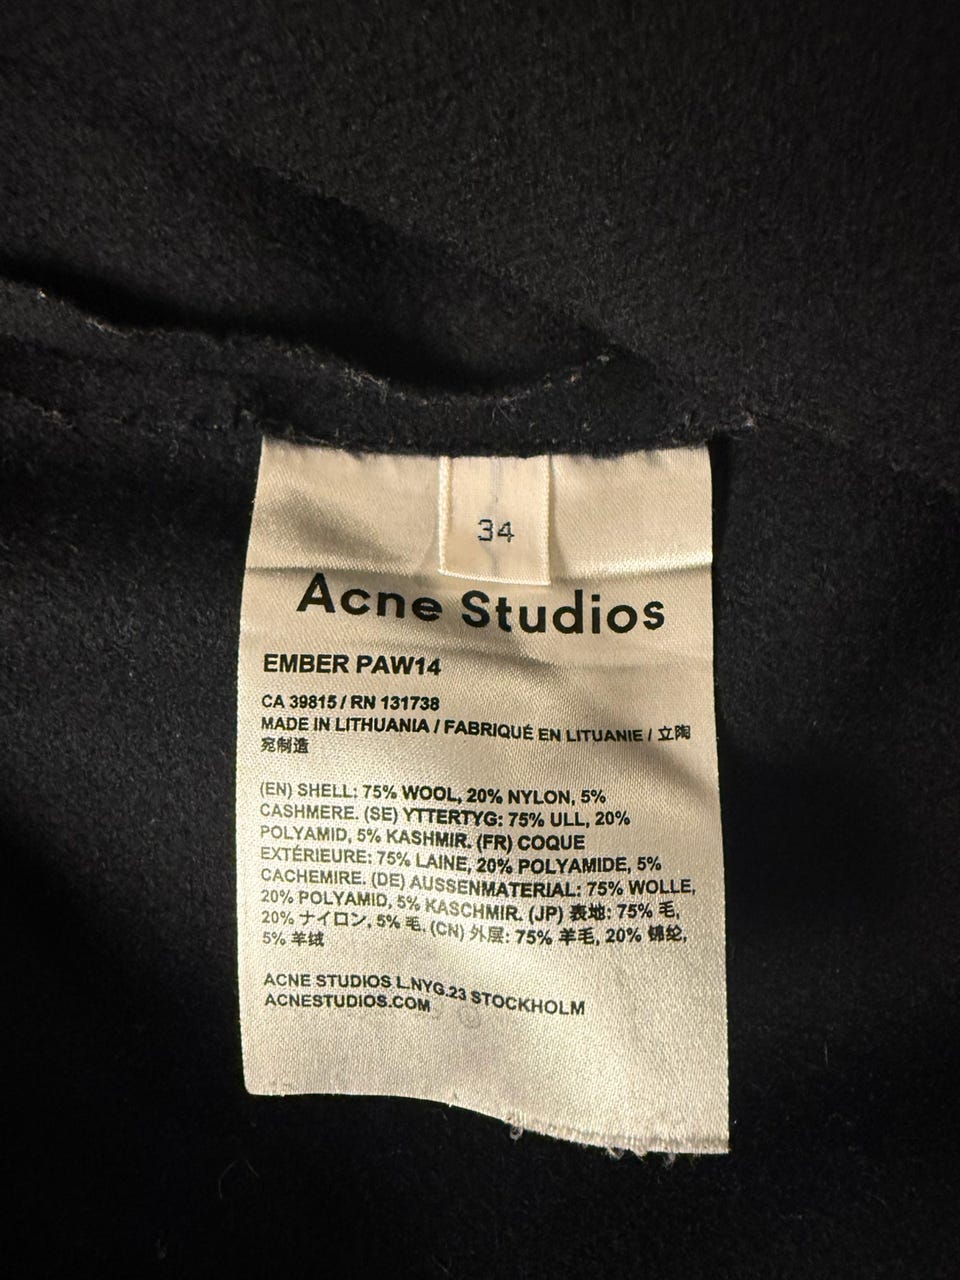 34
Acne Studios
EMBER PAW14
CA 39815 / RN 131738
MADE IN LITHUANIA / FABRIQUÉ EN LITUANIE / 立陶
宛制造
(EN) SHELL: 75% WOOL, 20% NYLON, 5%
CASHMERE. (SE) YTTERTYG: 75% ULL, 20%
POLYAMID, 5% KASHMIR. (FR) COQUE
EXTÉRIEURE: 75% LAINE, 20% POLYAMIDE, 5%
CACHEMIRE. (DE) AUSSENMATERIAL: 75% WOLLE,
20% POLYAMID, 5% KASCHMIR. (JP) 表地: 75% 毛,
20% ナイロン, 5% 毛. (CN) 外层: 75% 羊毛, 20% 锦纶,
5% 羊绒
ACNE STUDIOS L.NYG.23 STOCKHOLM
ACNESTUDIOS.COM